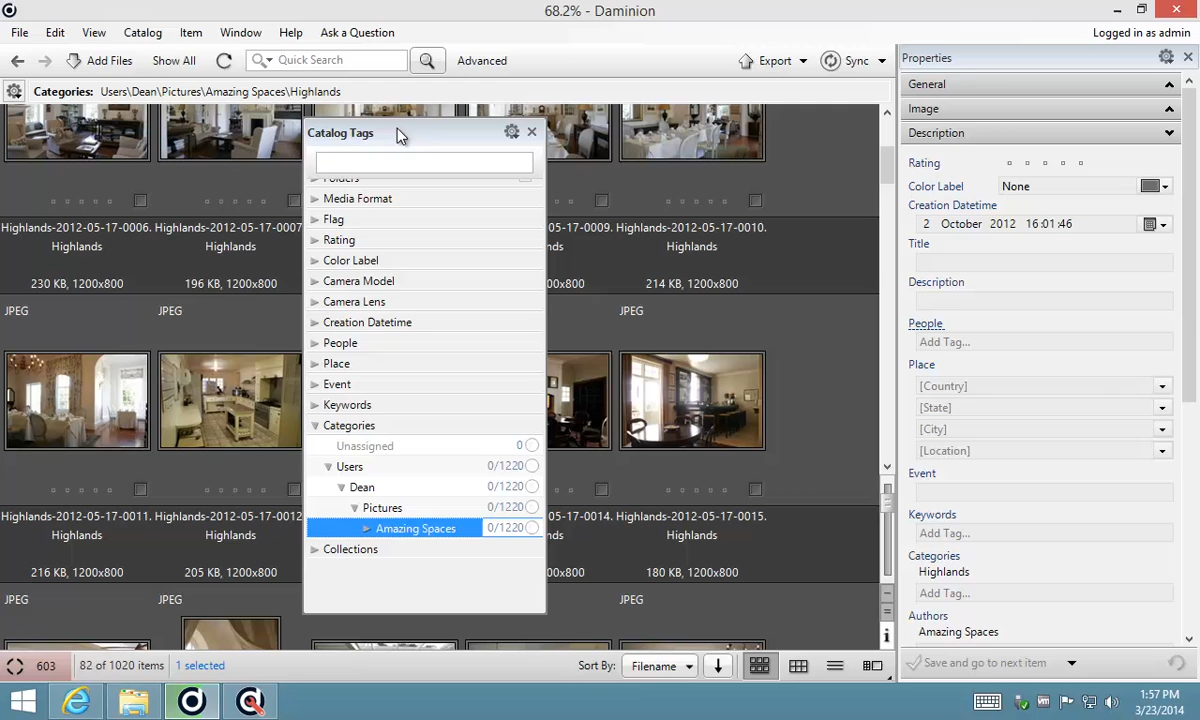 68.2% - Daminion
File Edit View Catalog Item Window Help Ask a Question
Logged in as admin
Add Files Show All Quick Search Advanced Export Sync
Categories: Users\Dean\Pictures\Amazing Spaces\Highlands
Properties
General
Image
Description
Rating
Color Label None
Creation Datetime
2 October 2012 16:01:46
Title
Description
People
Add Tag...
Place
[Country]
[State]
[City]
[Location]
Event
Keywords
Add Tag...
Categories
Highlands
Add Tag...
Authors
Amazing Spaces
Save and go to next item
Catalog Tags
Folders
Media Format
Flag
Rating
Color Label
Camera Model
Camera Lens
Creation Datetime
People
Place
Event
Keywords
Categories
Unassigned 0
Users 0/1220
Dean 0/1220
Pictures 0/1220
Amazing Spaces 0/1220
Collections
Highlands-2012-05-17-0006. Highlands-2012-05-17-0007 -2012-05-17-0009. Highlands-2012-05-17-0010.
Highlands Highlands Highlands Highlands
230 KB, 1200x800 196 KB, 1200x800 00x800 214 KB, 1200x800
JPEG JPEG JPEG
Highlands-2012-05-17-0011. Highlands-2012-05-17-0012 -2012-05-17-0014. Highlands-2012-05-17-0015.
Highlands Highlands Highlands Highlands
216 KB, 1200x800 205 KB, 1200x800 00x800 180 KB, 1200x800
JPEG JPEG JPEG
603 82 of 1020 items 1 selected Sort By: Filename
1:57 PM
3/23/2014